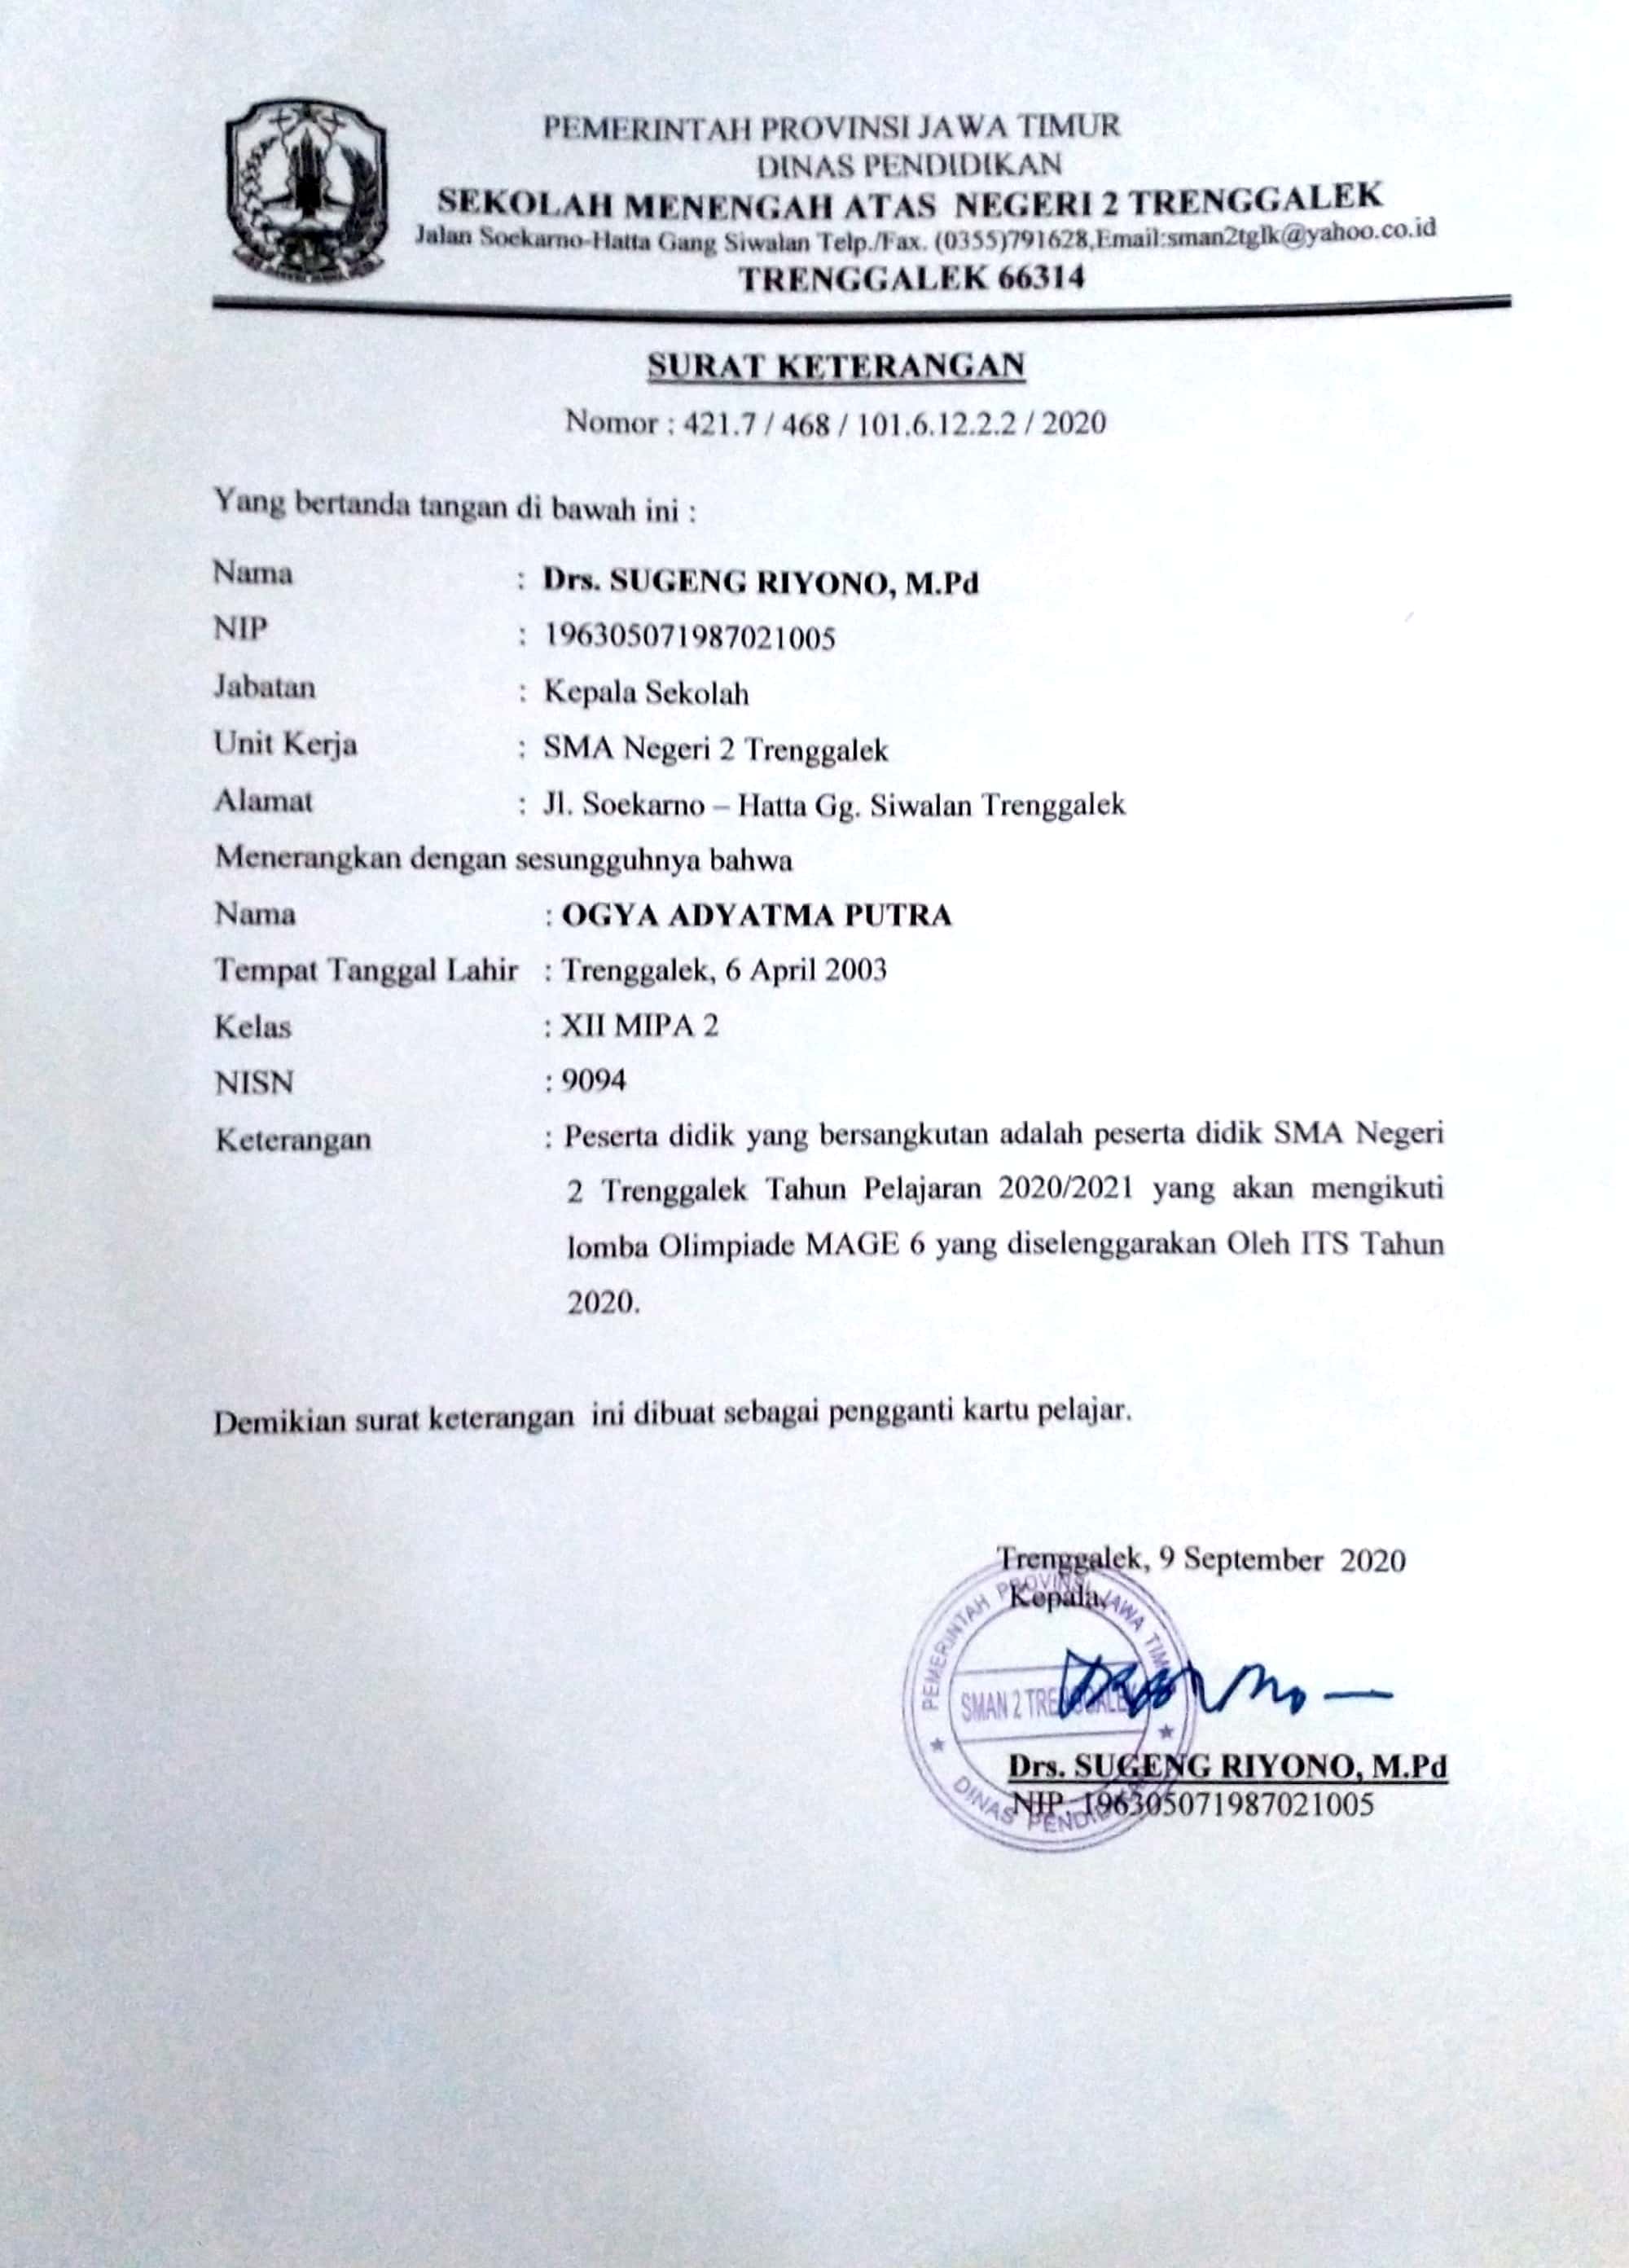 PEMERINTAH PROVINSI JAWA TIMUR
DINAS PENDIDIKAN
SEKOLAH MENENGAH ATAS NEGERI 2 TRENGGALEK
Jalan Soekarno-Hatta Gang Siwalan Telp./Fax. (0355)791628,Email:sman2tglk@yahoo.co.id
TRENGGALEK 66314
SURAT KETERANGAN
Nomor : 421.7 / 468 / 101.6.12.2.2 / 2020
Yang bertanda tangan di bawah ini :
Nama : Drs. SUGENG RIYONO, M.Pd
NIP : 196305071987021005
Jabatan : Kepala Sekolah
Unit Kerja : SMA Negeri 2 Trenggalek
Alamat : Jl. Soekarno – Hatta Gg. Siwalan Trenggalek
Menerangkan dengan sesungguhnya bahwa
Nama : OGYA ADYATMA PUTRA
Tempat Tanggal Lahir : Trenggalek, 6 April 2003
Kelas : XII MIPA 2
NISN : 9094
Keterangan : Peserta didik yang bersangkutan adalah peserta didik SMA Negeri
2 Trenggalek Tahun Pelajaran 2020/2021 yang akan mengikuti
lomba Olimpiade MAGE 6 yang diselenggarakan Oleh ITS Tahun
2020.
Demikian surat keterangan ini dibuat sebagai pengganti kartu pelajar.
Trenggalek, 9 September 2020
Kepala,
PEMERINTAH PROVINSI JAWA TIMUR
SMAN 2 TRENGGALEK
DINAS PENDIDIKAN
Drs. SUGENG RIYONO, M.Pd
NIP. 196305071987021005